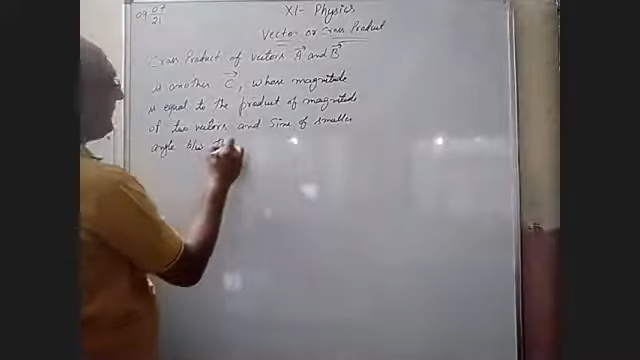 09 07/21
XI- Physics
Vector or Cross Product
Cross Product of Vectors A⃗ and B⃗
is another C⃗, whose magnitude
is equal to the product of magnitude
of two vectors and Sine of smaller
angle b/w th